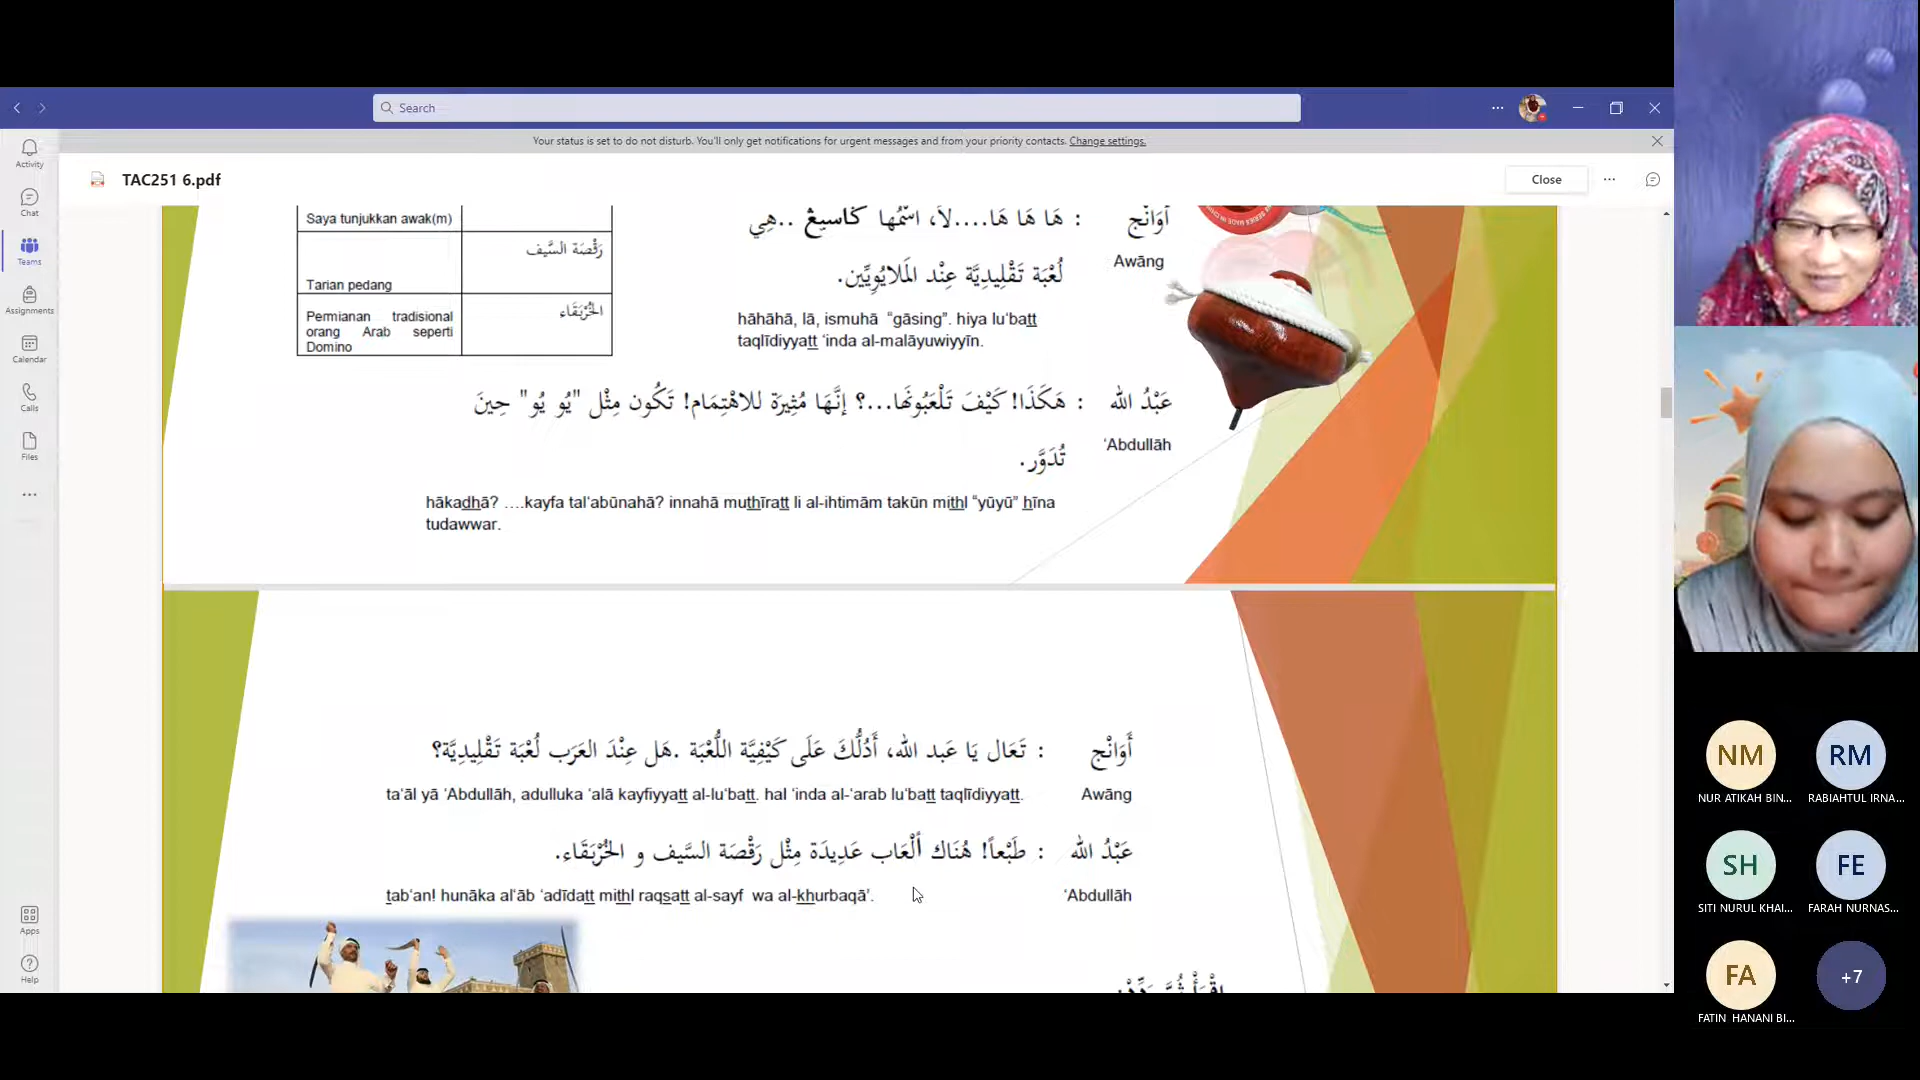 Search
Your status is set to do not disturb. You'll only get notifications for urgent messages and from your priority contacts. Change settings.
Activity
Chat
Teams
Assignments
Calendar
Calls
Files
Apps
Help
TAC251 6.pdf
Close
Saya tunjukkan awak(m)
Tarian pedang
رَقْصَة السَّيف
Permianan tradisional
orang Arab seperti
Domino
الخُرْبَقَاء
أَوَانْج : هَا هَا هَا....لاَ، اسْمُها كَاسيڠ ..هِي
Awāng
لُعْبَة تَقْلِيدِيَّة عِنْد المَلايُوِيِّين.
hāhāhā, lā, ismuhā “gāsing”. hiya lu‘batt
taqlīdiyyatt ‘inda al-malāyuwiyyīn.
عَبْدُ الله : هَكَذَا! كَيْفَ تَلْعَبُونَها...؟ إنَّهَا مُثِيرَة للاهْتِمَام! تَكُون مِثْل "يُو يُو" حِينَ
‘Abdullāh
تُدَوَّر.
hākadhā? ….kayfa tal‘abūnahā? innahā muthīratt li al-ihtimām takūn mithl “yūyū” hīna
tudawwar.
أَوَانْج : تَعَال يَا عَبد الله، أَدُلُّكَ عَلَى كَيْفِيَّة اللُّعْبَة .هَل عِنْدَ العَرَب لُعْبَة تَقْلِيدِيَّة؟
ta‘āl yā ‘Abdullāh, adulluka ‘alā kayfiyyatt al-lu‘batt. hal ‘inda al-‘arab lu‘batt taqlīdiyyatt. Awāng
عَبْدُ الله : طَبْعاً! هُنَاك أَلْعَاب عَدِيدَة مِثْل رَقْصَة السَّيف و الخُرْبَقَاء.
tab‘an! hunāka al‘āb ‘adīdatt mithl raqsatt al-sayf wa al-khurbaqā’. ‘Abdullāh
NM
NUR ATIKAH BIN...
RM
RABIAHTUL IRNA...
SH
SITI NURUL KHAI...
FE
FARAH NURNAS...
FA
FATIN HANANI BI...
+7